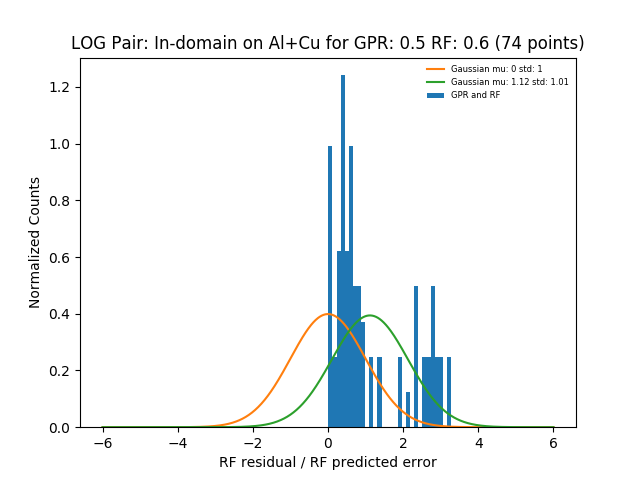 LOG Pair: In-domain on Al+Cu for GPR: 0.5 RF: 0.6 (74 points)
Gaussian mu: 0 std: 1
Gaussian mu: 1.12 std: 1.01
GPR and RF
Normalized Counts
1.2
1.0
0.8
0.6
0.4
0.2
0.0
−6 −4 −2 0 2 4 6
RF residual / RF predicted error